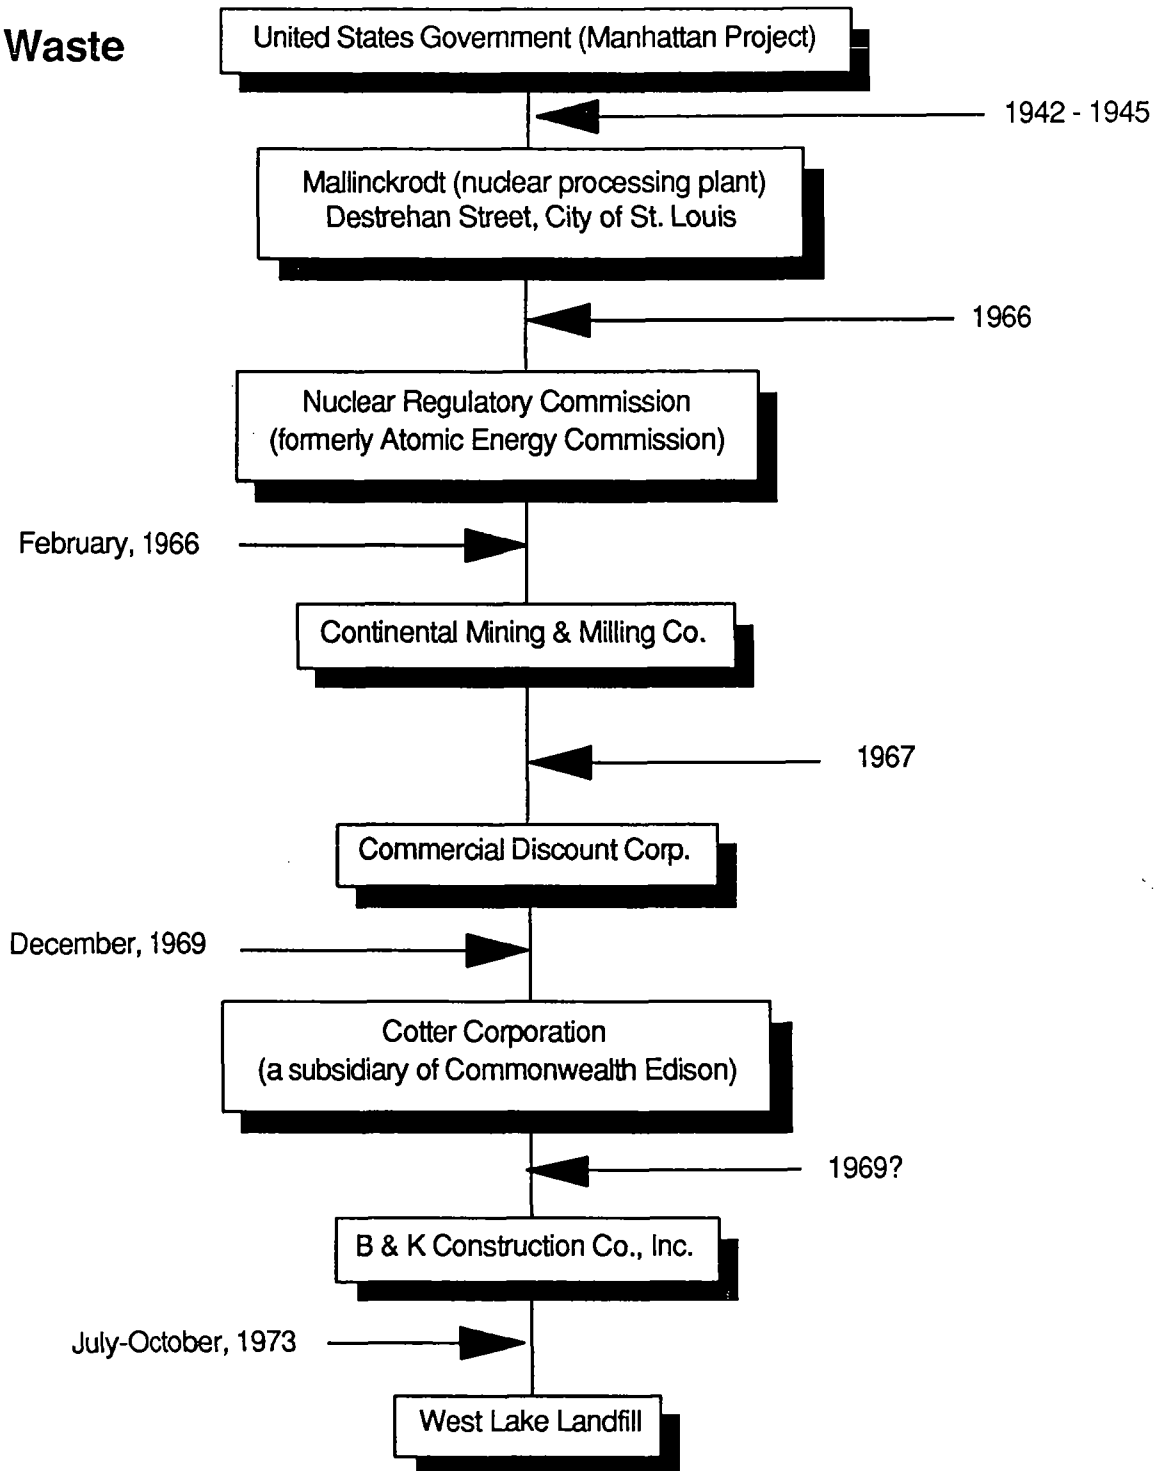 Waste
United States Government (Manhattan Project)
1942 - 1945
Mallinckrodt (nuclear processing plant)
Destrehan Street, City of St. Louis
1966
Nuclear Regulatory Commission
(formerly Atomic Energy Commission)
February, 1966
Continental Mining & Milling Co.
1967
Commercial Discount Corp.
December, 1969
Cotter Corporation
(a subsidiary of Commonwealth Edison)
1969?
B & K Construction Co., Inc.
July-October, 1973
West Lake Landfill